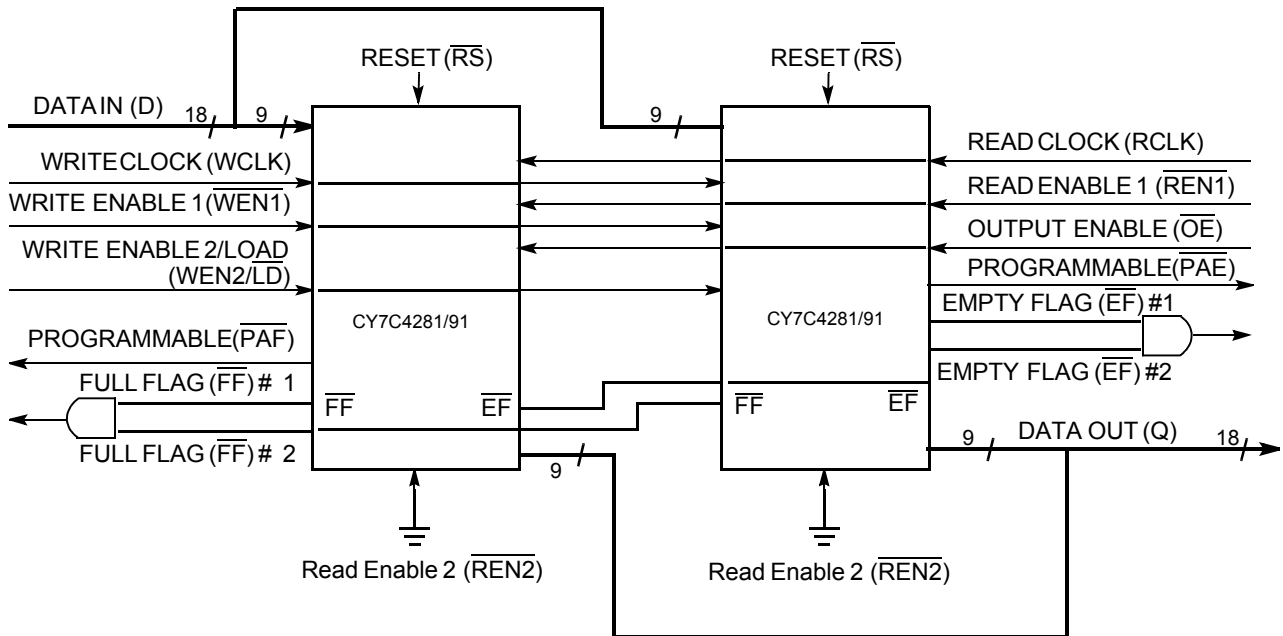 RESET (RS)
RESET (RS)
DATA IN (D)
18
9
9
WRITE CLOCK (WCLK)
READ CLOCK (RCLK)
WRITE ENABLE 1 (WEN1)
READ ENABLE 1 (REN1)
WRITE ENABLE 2/LOAD
(WEN2/LD)
OUTPUT ENABLE (OE)
PROGRAMMABLE(PAE)
CY7C4281/91
CY7C4281/91
EMPTY FLAG (EF) #1
PROGRAMMABLE(PAF)
EMPTY FLAG (EF) #2
FULL FLAG (FF) # 1
FF
EF
FF
EF
FULL FLAG (FF) # 2
9
9
DATA OUT (Q)
18
Read Enable 2 (REN2)
Read Enable 2 (REN2)